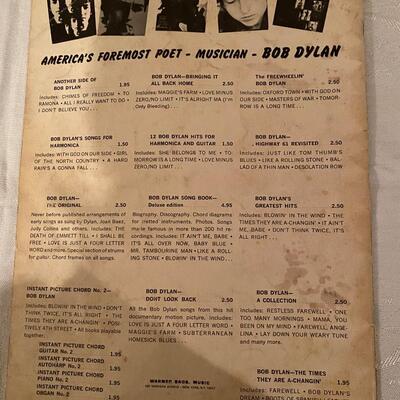 AMERICA'S FOREMOST POET - MUSICIAN - BOB DYLAN
ANOTHER SIDE OF
BOB DYLAN 1.95
Includes: CHIMES OF FREEDOM • TO
RAMONA • ALL I REALLY WANT TO DO •
I DON'T BELIEVE YOU . . .
BOB DYLAN—BRINGING IT
ALL BACK HOME 2.50
Includes: MAGGIE'S FARM • LOVE MINUS
ZERO/NO LIMIT • IT'S ALRIGHT MA (I'm
Only Bleeding) . . .
The FREEWHEELIN'
BOB DYLAN 2.50
Includes: OXFORD TOWN • WITH GOD ON
OUR SIDE • MASTERS OF WAR • TOMOR-
ROW IS A LONG TIME . . .
BOB DYLAN'S SONGS FOR
HARMONICA 1.50
Includes: WITH GOD ON OUR SIDE • GIRL
OF THE NORTH COUNTRY • A HARD
RAIN'S A GONNA FALL . . .
12 BOB DYLAN HITS FOR
HARMONICA AND GUITAR 1.50
Includes: SHE BELONGS TO ME • TO-
MORROW IS A LONG TIME • LOVE MINUS
ZERO/NO LIMIT . . .
BOB DYLAN—
HIGHWAY 61 REVISITED 2.50
Includes: JUST LIKE TOM THUMB'S
BLUES • LIKE A ROLLING STONE • BAL-
LAD OF A THIN MAN • DESOLATION ROW
BOB DYLAN—
THE ORIGINAL 2.50
Never before published arrangements of
early songs as sung by Dylan, Joan Baez,
Judy Collins and others. Includes: THE
DEATH OF EMMETT TILL • I SHALL BE
FREE • LOVE IS JUST A FOUR LETTER
WORD and more. Special section of strums
for guitar. Chord frames on all songs.
BOB DYLAN SONG BOOK—
Deluxe edition 4.95
Biography. Discography. Chord diagrams
for fretted instruments. Photos. Songs
made famous in more than 200 hit re-
cordings. Includes: IT AIN'T ME, BABE •
IT'S ALL OVER NOW, BABY BLUE •
MR. TAMBOURINE MAN • LIKE A ROLL-
ING STONE • BLOWIN' IN THE WIND . . .
BOB DYLAN'S
GREATEST HITS 2.50
Includes: BLOWIN' IN THE WIND • THE
TIMES THEY ARE A-CHANGIN' • IT AIN'T
ME, BABE • DON'T THINK TWICE, IT'S
ALL RIGHT . . .
INSTANT PICTURE CHORD No. 2—
BOB DYLAN
Includes: BLOWIN' IN THE WIND • DON'T
THINK TWICE, IT'S ALL RIGHT • THE
TIMES THEY ARE A-CHANGIN' • POSI-
TIVELY 4TH STREET • All books playable
together.
INSTANT PICTURE CHORD
GUITAR No. 2 1.95
INSTANT PICTURE CHORD
AUTOHARP No. 2 1.95
INSTANT PICTURE CHORD
PIANO No. 2 1.95
INSTANT PICTURE CHORD
ORGAN No. 2 1.95
BOB DYLAN—
DON'T LOOK BACK 2.50
All the Bob Dylan songs from this hit
documentary motion picture. Includes:
LOVE IS JUST A FOUR LETTER WORD •
MAGGIE'S FARM • SUBTERRANEAN
HOMESICK BLUES . . .
WARNER BROS. MUSIC
BOB DYLAN—
A COLLECTION 2.50
Includes: RESTLESS FAREWELL • ONE
TOO MANY MORNINGS • MAMA, YOU
BEEN ON MY MIND • FAREWELL, ANGE-
LINA • LAY DOWN YOUR WEARY TUNE
and many more.
BOB DYLAN—THE TIMES
THEY ARE A-CHANGIN' 2.50
Includes: FAREWELL • BOB DYLAN'S
DREAM • BOOTS OF SPANISH